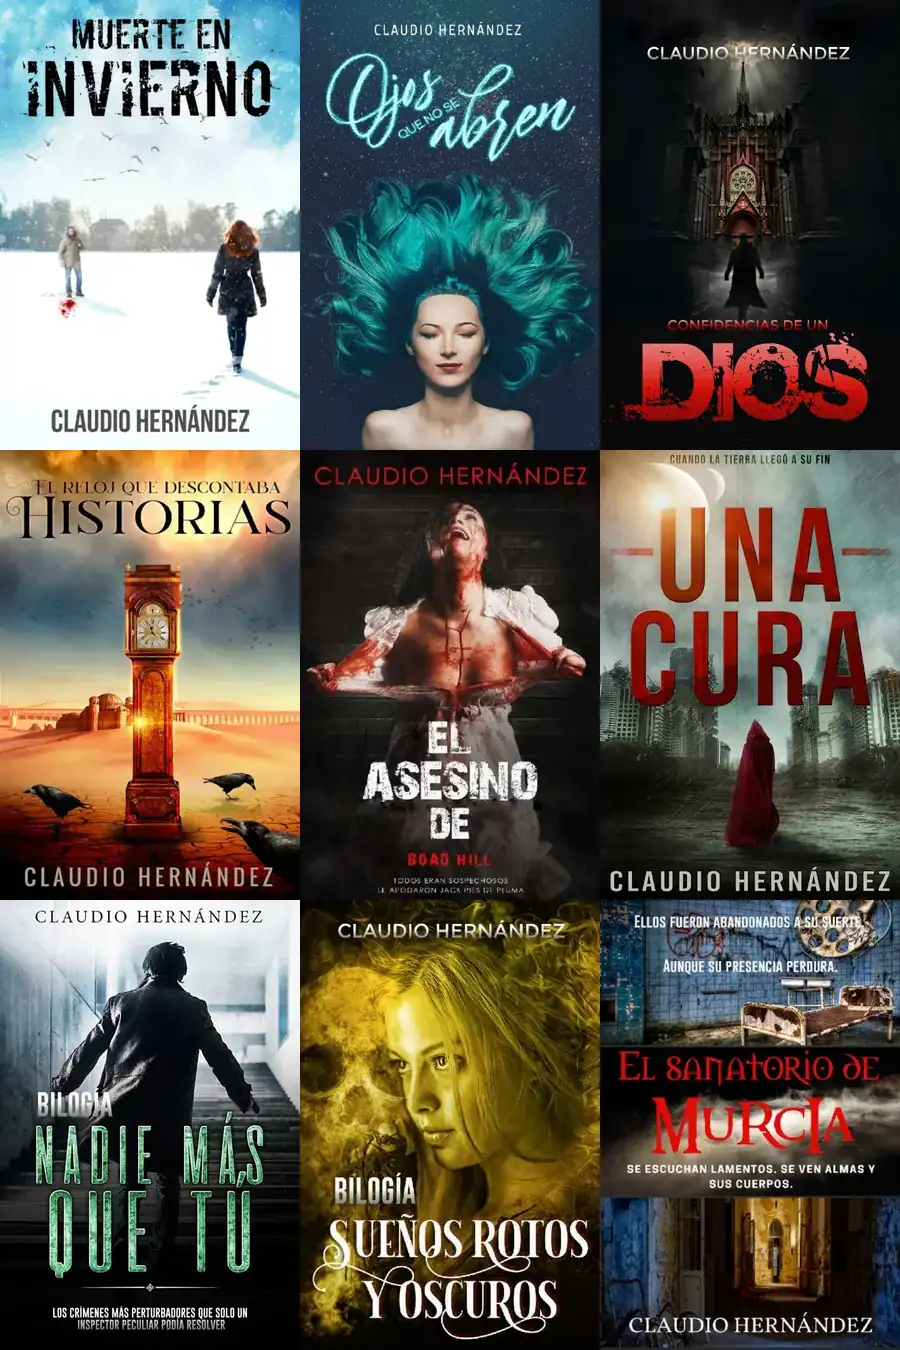 MUERTE EN
INVIERNO
CLAUDIO HERNÁNDEZ
CLAUDIO HERNÁNDEZ
Ojos
QUE NO SE
abren
CLAUDIO HERNÁNDEZ
CONFIDENCIAS DE UN
DIOS
EL RELOJ QUE DESCONTABA
HISTORIAS
CLAUDIO HERNÁNDEZ
CLAUDIO HERNÁNDEZ
EL
ASESINO
DE
BOAD HILL
TODOS ERAN SOSPECHOSOS
LE APODARON JACK PIES DE PLUMA
CUANDO LA TIERRA LLEGÓ A SU FIN
UNA
CURA
CLAUDIO HERNÁNDEZ
CLAUDIO HERNÁNDEZ
BILOGÍA
NADIE MÁS
QUE TÚ
LOS CRÍMENES MÁS PERTURBADORES QUE SOLO UN
INSPECTOR PECULIAR PODÍA RESOLVER
CLAUDIO HERNÁNDEZ
BILOGÍA
SUEÑOS ROTOS
Y OSCUROS
ELLOS FUERON ABANDONADOS A SU SUERTE.
AUNQUE SU PRESENCIA PERDURA.
EL SANATORIO DE
MURCIA
SE ESCUCHAN LAMENTOS. SE VEN ALMAS Y
SUS CUERPOS.
CLAUDIO HERNÁNDEZ